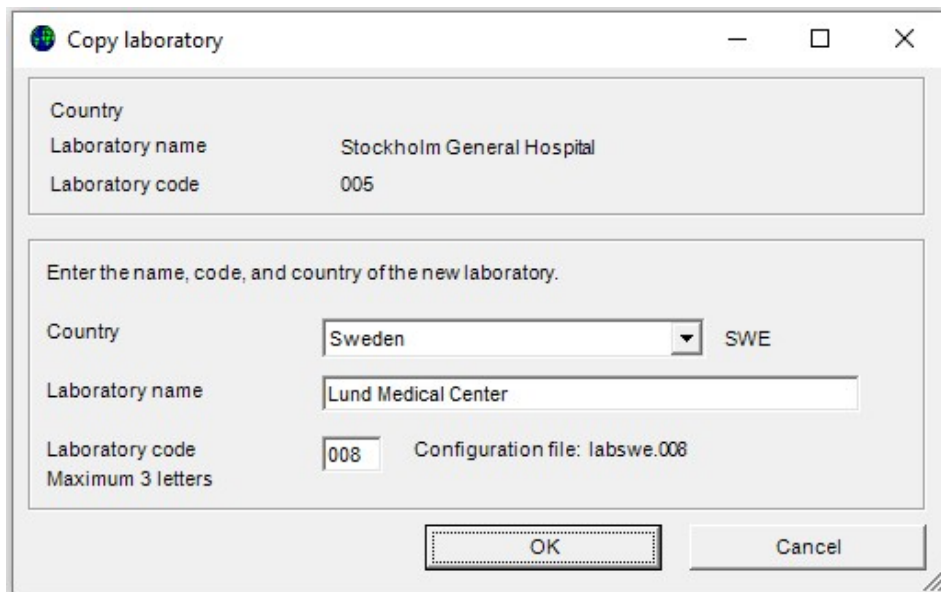 Copy laboratory
Country
Laboratory name Stockholm General Hospital
Laboratory code 005
Enter the name, code, and country of the new laboratory.
Country Sweden SWE
Laboratory name Lund Medical Center
Laboratory code 008 Configuration file: labswe.008
Maximum 3 letters
OK Cancel